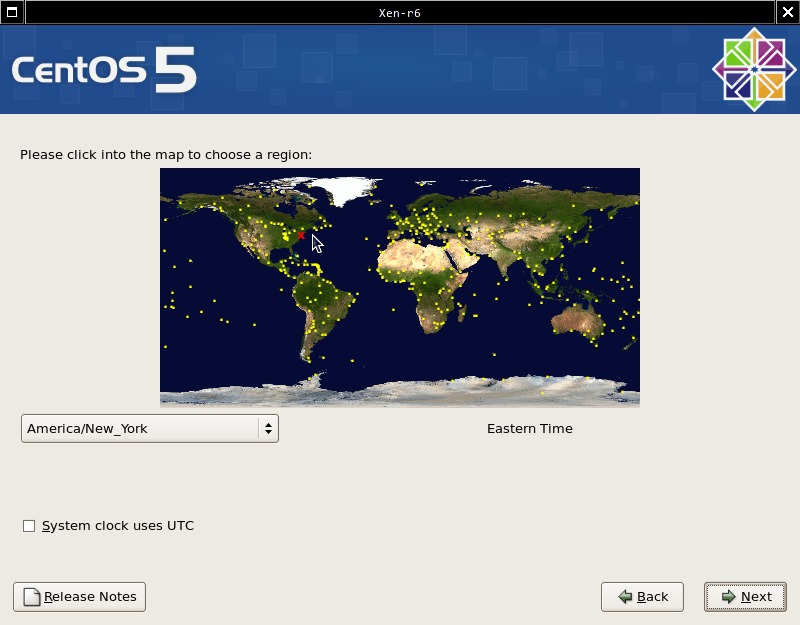 Xen-r6
CentOS 5
Please click into the map to choose a region:
America/New_York
Eastern Time
System clock uses UTC
Release Notes
Back
Next